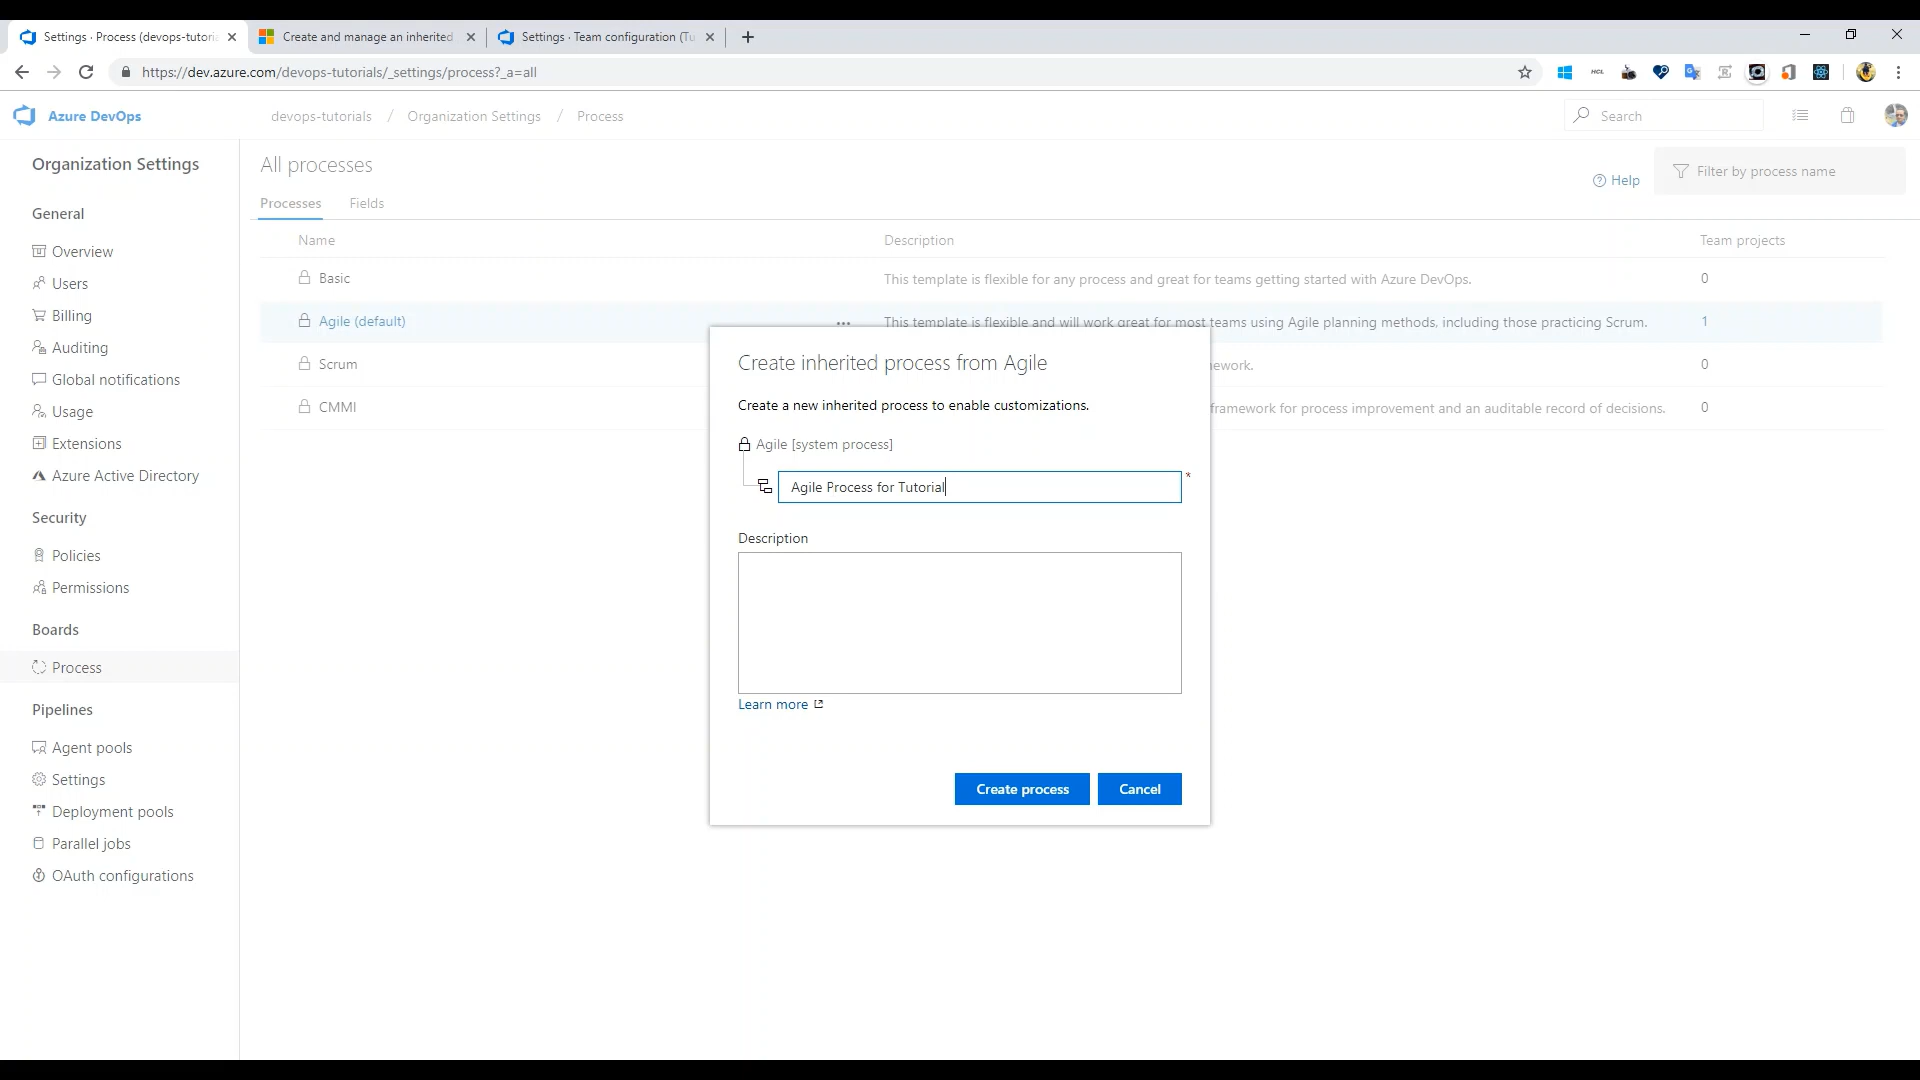 Settings · Process (devops-tutoria
Create and manage an inherited
Settings · Team configuration (Tu
https://dev.azure.com/devops-tutorials/_settings/process?_a=all
HCL
Azure DevOps
devops-tutorials / Organization Settings / Process
Search
Organization Settings
General
Overview
Users
Billing
Auditing
Global notifications
Usage
Extensions
Azure Active Directory
Security
Policies
Permissions
Boards
Process
Pipelines
Agent pools
Settings
Deployment pools
Parallel jobs
OAuth configurations
All processes
Help
Filter by process name
Processes Fields
Name Description Team projects
Basic This template is flexible for any process and great for teams getting started with Azure DevOps. 0
Agile (default) ... This template is flexible and will work great for most teams using Agile planning methods, including those practicing Scrum. 1
Scrum ework. 0
CMMI framework for process improvement and an auditable record of decisions. 0
Create inherited process from Agile
Create a new inherited process to enable customizations.
Agile [system process]
Agile Process for Tutorial *
Description
Learn more
Create process Cancel